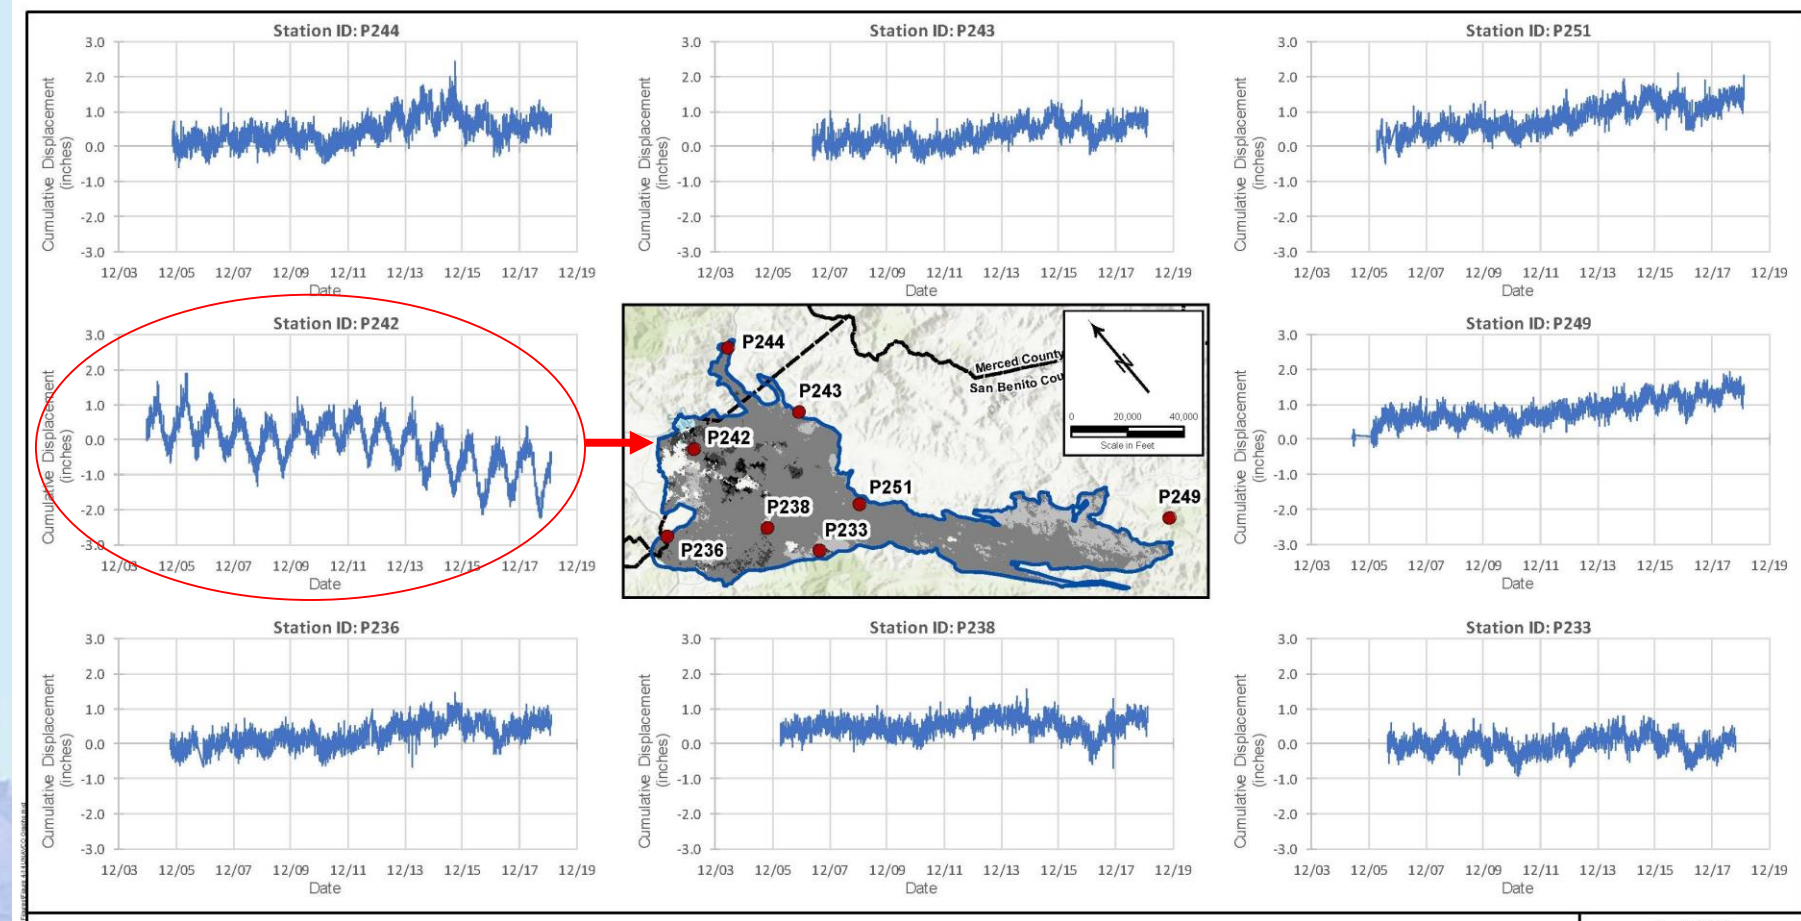 Station ID: P244
Cumulative Displacement
(inches)
3.0
2.0
1.0
0.0
-1.0
-2.0
-3.0
12/03 12/05 12/07 12/09 12/11 12/13 12/15 12/17 12/19
Date
Station ID: P243
Cumulative Displacement
(inches)
3.0
2.0
1.0
0.0
-1.0
-2.0
-3.0
12/03 12/05 12/07 12/09 12/11 12/13 12/15 12/17 12/19
Date
Station ID: P251
Cumulative Displacement
(inches)
3.0
2.0
1.0
0.0
-1.0
-2.0
-3.0
12/03 12/05 12/07 12/09 12/11 12/13 12/15 12/17 12/19
Date
Station ID: P242
Cumulative Displacement
(inches)
3.0
2.0
1.0
0.0
-1.0
-2.0
-3.0
12/03 12/05 12/07 12/09 12/11 12/13 12/15 12/17 12/19
Date
P244
Merced County
San Benito Cou
N
0 20,000 40,000
Scale in Feet
P243
P242
P251
P249
P238
P233
P236
Station ID: P249
Cumulative Displacement
(inches)
3.0
2.0
1.0
0.0
-1.0
-2.0
-3.0
12/03 12/05 12/07 12/09 12/11 12/13 12/15 12/17 12/19
Date
Station ID: P236
Cumulative Displacement
(inches)
3.0
2.0
1.0
0.0
-1.0
-2.0
-3.0
12/03 12/05 12/07 12/09 12/11 12/13 12/15 12/17 12/19
Date
Station ID: P238
Cumulative Displacement
(inches)
3.0
2.0
1.0
0.0
-1.0
-2.0
-3.0
12/03 12/05 12/07 12/09 12/11 12/13 12/15 12/17 12/19
Date
Station ID: P233
Cumulative Displacement
(inches)
3.0
2.0
1.0
0.0
-1.0
-2.0
-3.0
12/03 12/05 12/07 12/09 12/11 12/13 12/15 12/17 12/19
Date